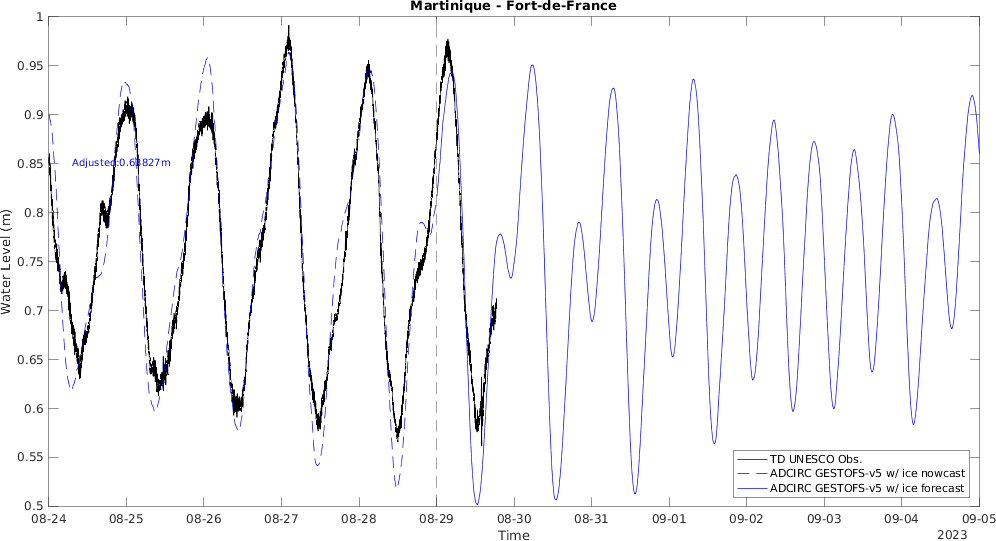 Martinique - Fort-de-France
1
0.95
0.9
0.85
0.8
0.75
0.7
0.65
0.6
0.55
0.5
Water Level (m)
Adjusted:0.63827m
TD UNESCO Obs.
ADCIRC GESTOFS-v5 w/ ice nowcast
ADCIRC GESTOFS-v5 w/ ice forecast
08-24 08-25 08-26 08-27 08-28 08-29 08-30 08-31 09-01 09-02 09-03 09-04 09-05
Time
2023